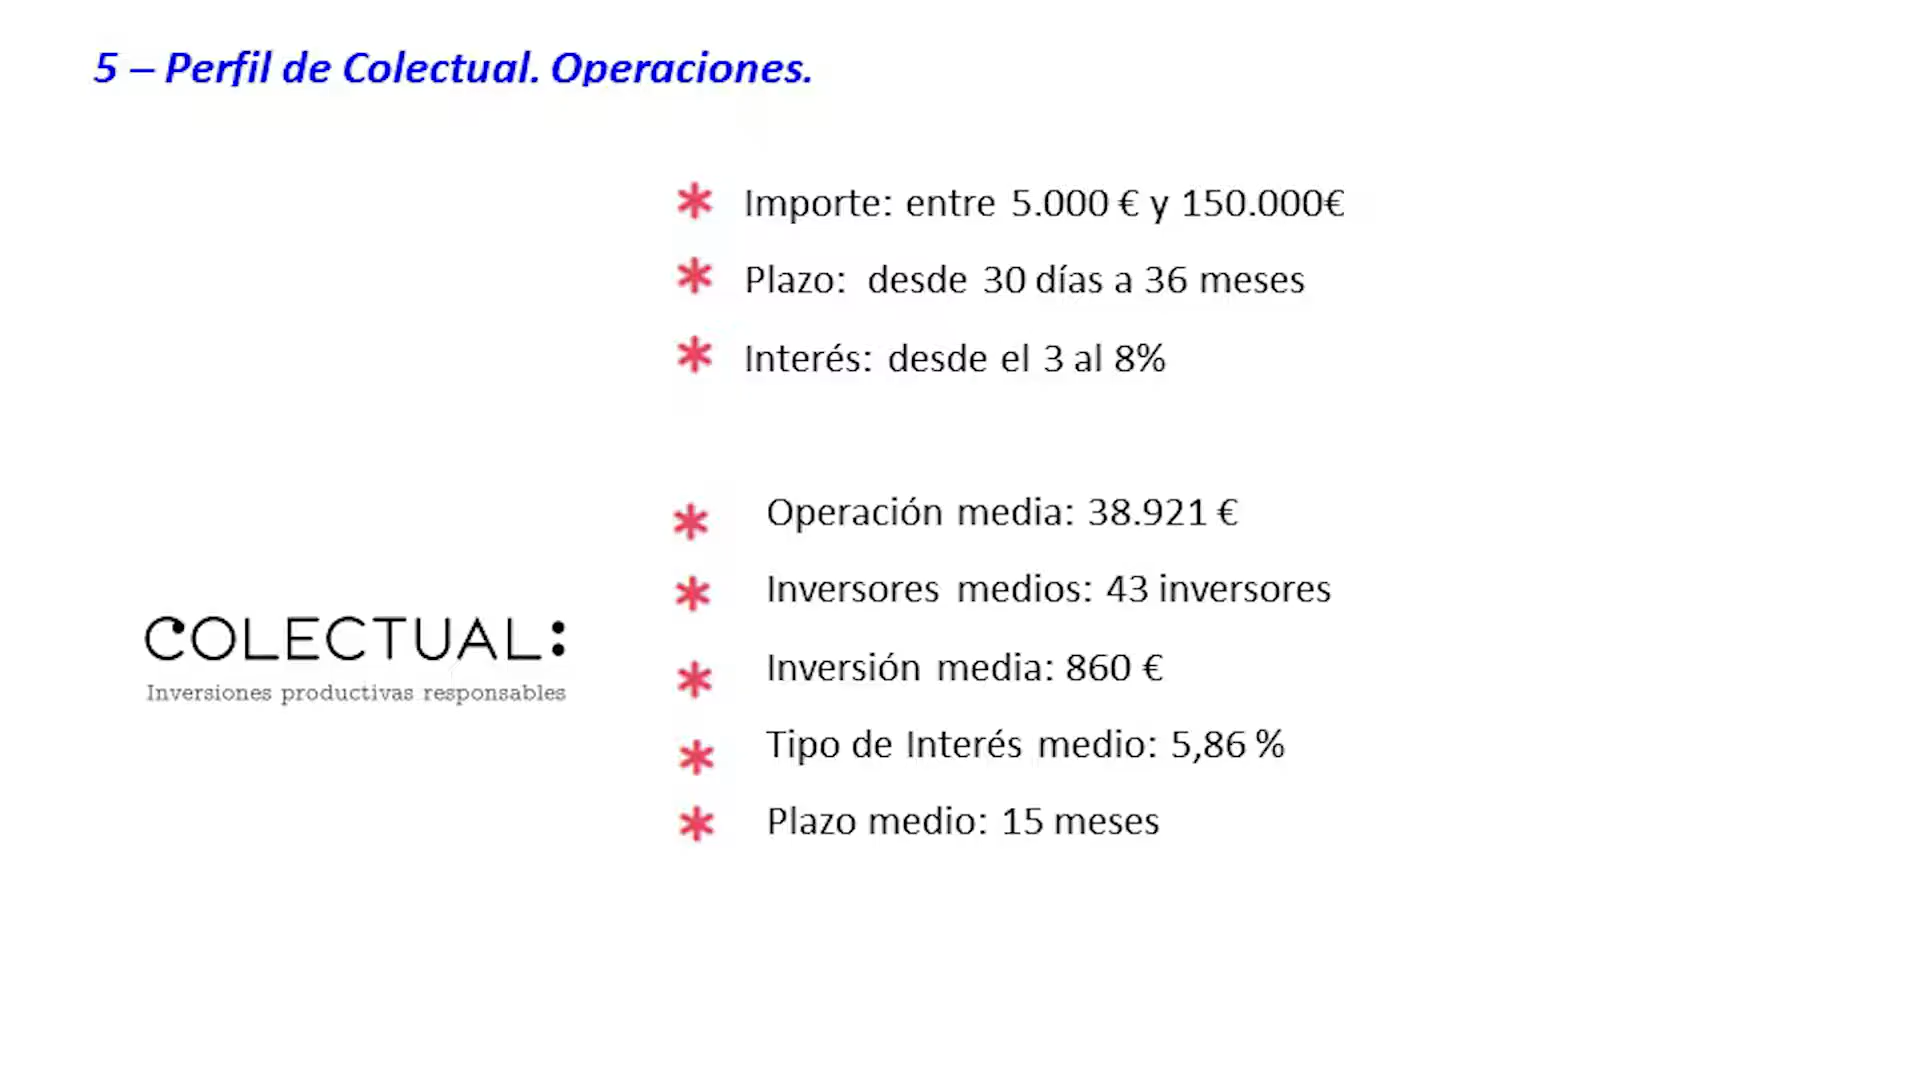 5 – Perfil de Colectual. Operaciones.
* Importe: entre 5.000 € y 150.000€
* Plazo: desde 30 días a 36 meses
* Interés: desde el 3 al 8%
* Operación media: 38.921 €
* Inversores medios: 43 inversores
* Inversión media: 860 €
* Tipo de Interés medio: 5,86 %
* Plazo medio: 15 meses
COLECTUAL:
Inversiones productivas responsables